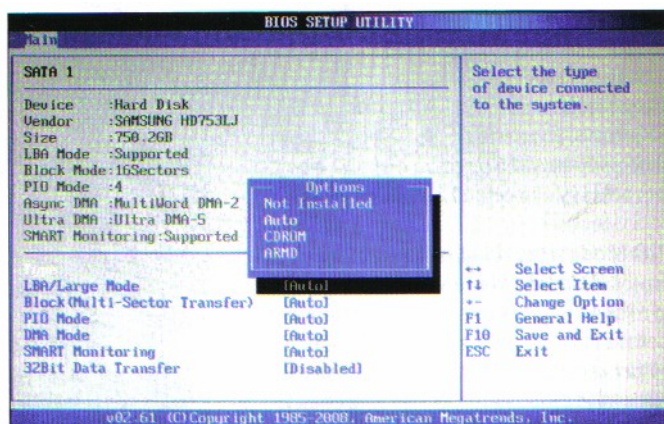 BIOS SETUP UTILITY
Main
SATA 1
Device :Hard Disk
Vendor :SAMSUNG HD753LJ
Size :750.2GB
LBA Mode :Supported
Block Mode:16Sectors
PIO Mode :4
Async DMA :MultiWord DMA-2
Ultra DMA :Ultra DMA-5
SMART Monitoring:Supported
Options
Not Installed
Auto
CDROM
ARMD
Type
LBA/Large Mode [Auto]
Block(Multi-Sector Transfer) [Auto]
PIO Mode [Auto]
DMA Mode [Auto]
SMART Monitoring [Auto]
32Bit Data Transfer [Disabled]
Select the type
of device connected
to the system.
↔ Select Screen
↑↓ Select Item
+- Change Option
F1 General Help
F10 Save and Exit
ESC Exit
v02.61 (C)Copyright 1985-2008, American Megatrends, Inc.